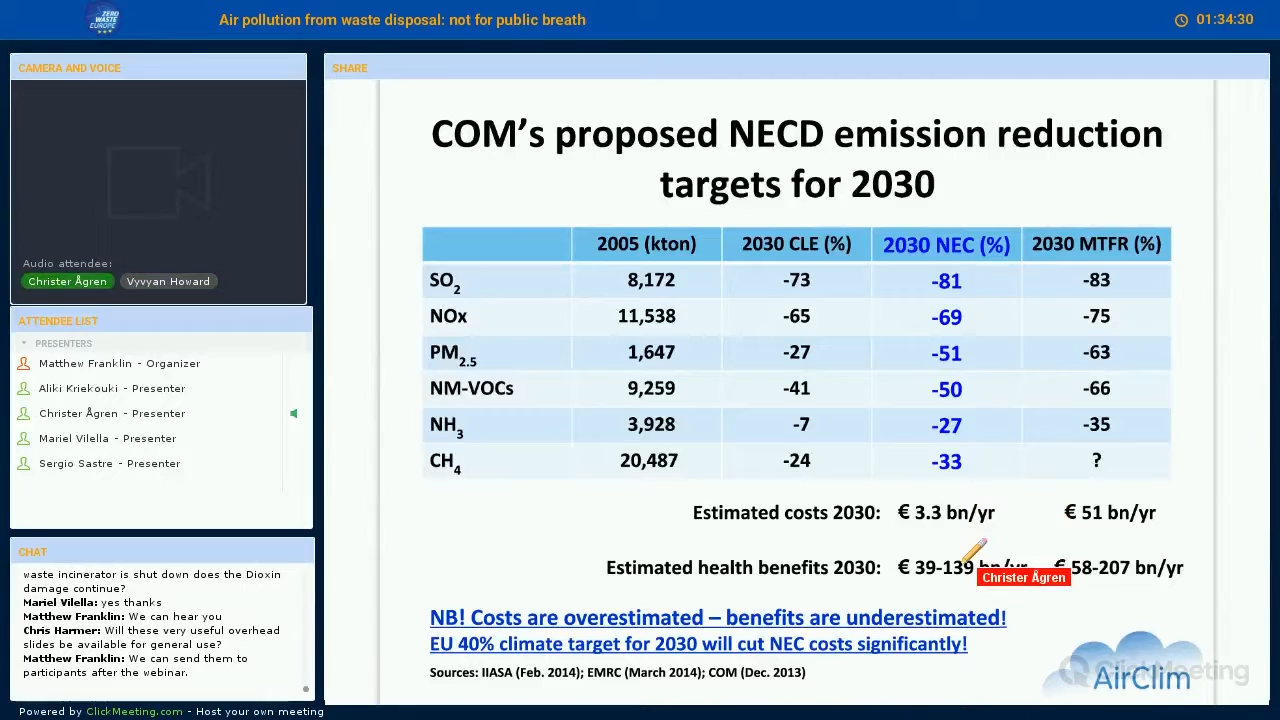 ZERO WASTE EUROPE
Air pollution from waste disposal: not for public breath
01:34:30
CAMERA AND VOICE
Audio attendee:
Christer Ågren
Vyvyan Howard
ATTENDEE LIST
PRESENTERS
Matthew Franklin - Organizer
Aliki Kriekouki - Presenter
Christer Ågren - Presenter
Mariel Vilella - Presenter
Sergio Sastre - Presenter
CHAT
waste incinerator is shut down does the Dioxin
damage continue?
Mariel Vilella: yes thanks
Matthew Franklin: We can hear you
Chris Harmer: Will these very useful overhead
slides be available for general use?
Matthew Franklin: We can send them to
participants after the webinar.
SHARE
COM's proposed NECD emission reduction
targets for 2030
2005 (kton) 2030 CLE (%) 2030 NEC (%) 2030 MTFR (%)
SO2 8,172 -73 -81 -83
NOx 11,538 -65 -69 -75
PM2.5 1,647 -27 -51 -63
NM-VOCs 9,259 -41 -50 -66
NH3 3,928 -7 -27 -35
CH4 20,487 -24 -33 ?
Estimated costs 2030: € 3.3 bn/yr € 51 bn/yr
Estimated health benefits 2030: € 39-139 bn/yr € 58-207 bn/yr
Christer Ågren
NB! Costs are overestimated – benefits are underestimated!
EU 40% climate target for 2030 will cut NEC costs significantly!
Sources: IIASA (Feb. 2014); EMRC (March 2014); COM (Dec. 2013)
ClickMeeting
AirClim
Powered by ClickMeeting.com - Host your own meeting